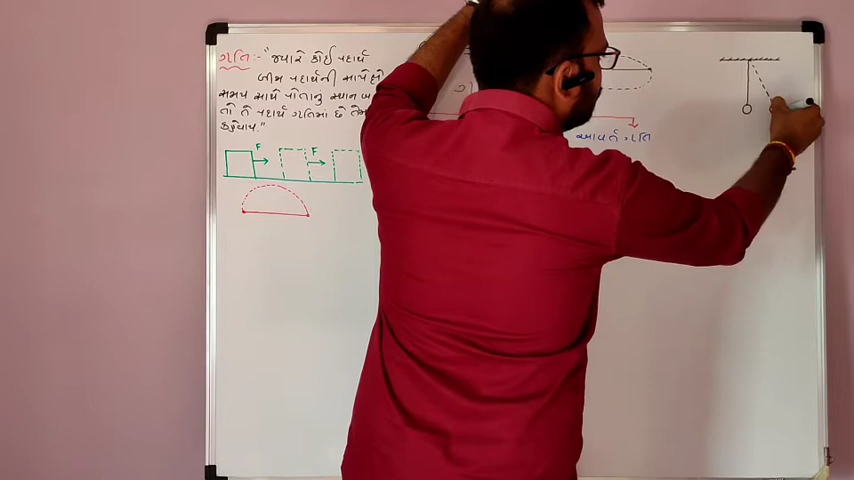 ગતિ :- "જ્યારે કોઈ પદાર્થ
બીજા પદાર્થની સાપેક્ષે
સમય સાથે પોતાનું સ્થાન
તો તે પદાર્થ ગતિમાં છે તેમ
કહેવાય."
F F
ગ
આવર્ત ગતિ